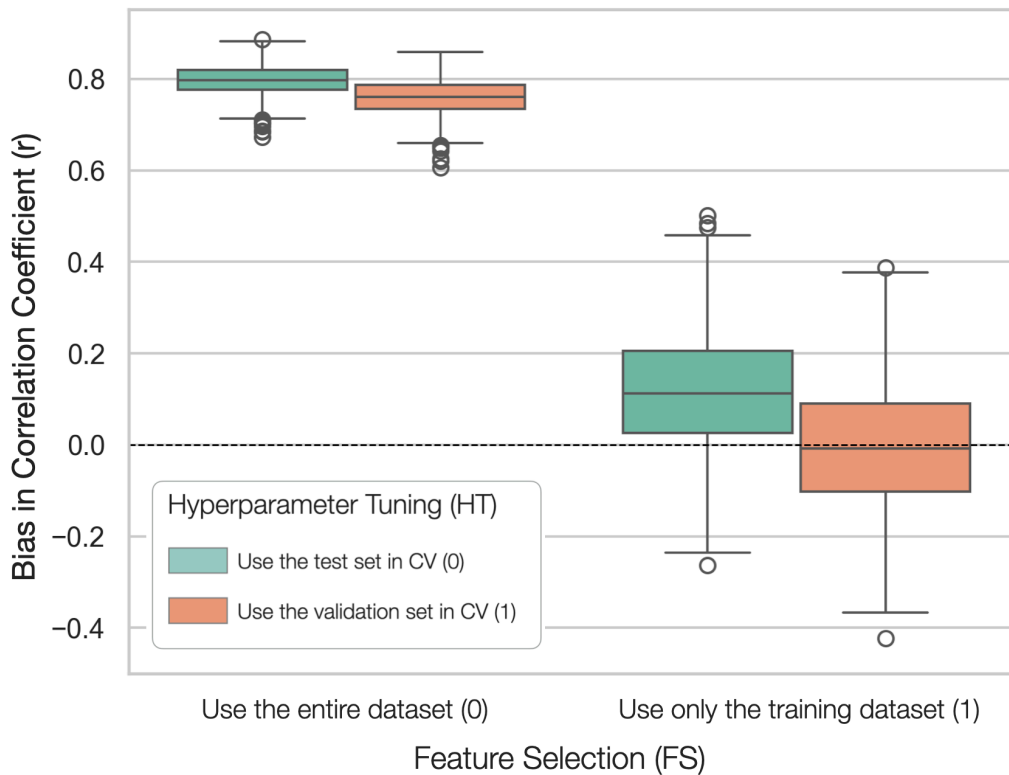 Bias in Correlation Coefficient (r)
0.8
0.6
0.4
0.2
0.0
−0.2
−0.4
Hyperparameter Tuning (HT)
Use the test set in CV (0)
Use the validation set in CV (1)
Use the entire dataset (0)
Use only the training dataset (1)
Feature Selection (FS)